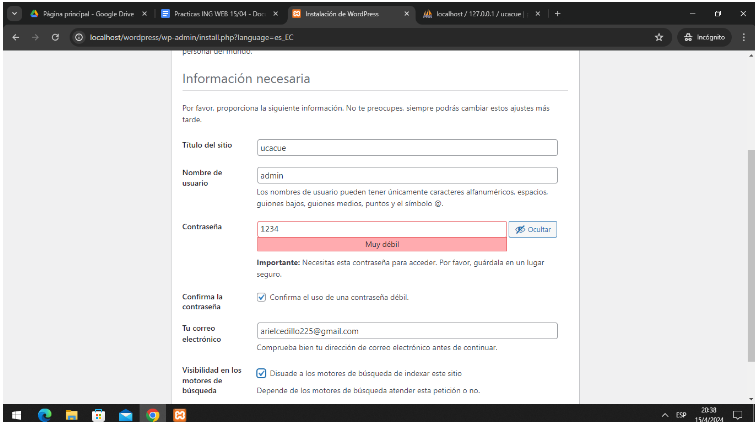 Página principal - Google Drive
Practicas ING WEB 15/04 - Doc
Instalación de WordPress
localhost / 127.0.0.1 / ucacue |
localhost/wordpress/wp-admin/install.php?language=es_EC
Incógnito
personal del mundo.
Información necesaria
Por favor, proporciona la siguiente información. No te preocupes, siempre podrás cambiar estos ajustes más
tarde.
Título del sitio
ucacue
Nombre de
usuario
admin
Los nombres de usuario pueden tener únicamente caracteres alfanuméricos, espacios,
guiones bajos, guiones medios, puntos y el símbolo @.
Contraseña
1234
Ocultar
Muy débil
Importante: Necesitas esta contraseña para acceder. Por favor, guárdala en un lugar
seguro.
Confirma la
contraseña
Confirma el uso de una contraseña débil.
Tu correo
electrónico
arielcedillo225@gmail.com
Comprueba bien tu dirección de correo electrónico antes de continuar.
Visibilidad en los
motores de
búsqueda
Disuade a los motores de búsqueda de indexar este sitio
Depende de los motores de búsqueda atender esta petición o no.
ESP
20:38
15/4/2024